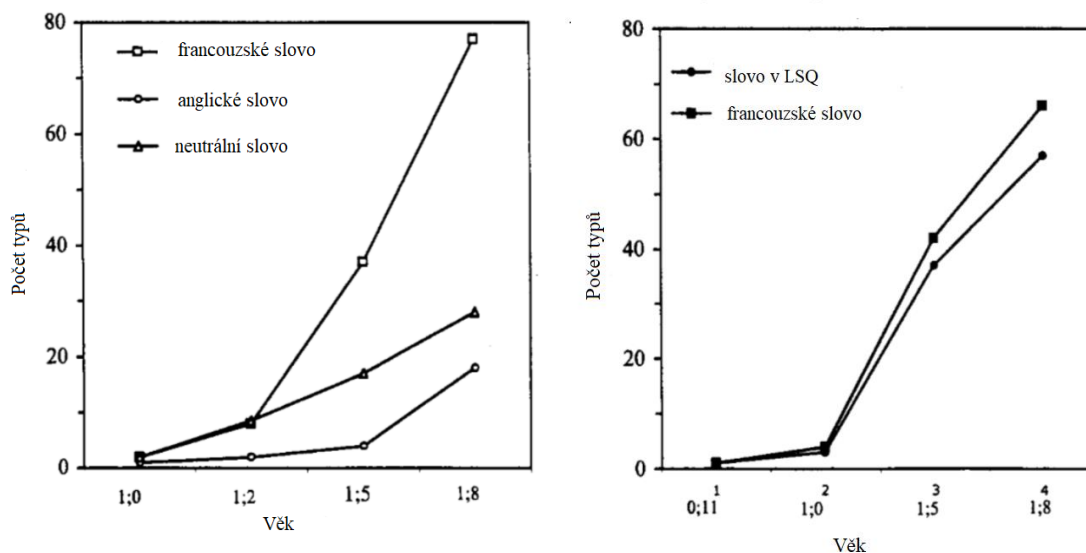 80
60
40
20
0
francouzské slovo
anglické slovo
neutrální slovo
Počet typů
1;0 1;2 1;5 1;8
Věk
80
60
40
20
0
slovo v LSQ
francouzské slovo
Počet typů
1 2 3 4
0;11 1;0 1;5 1;8
Věk